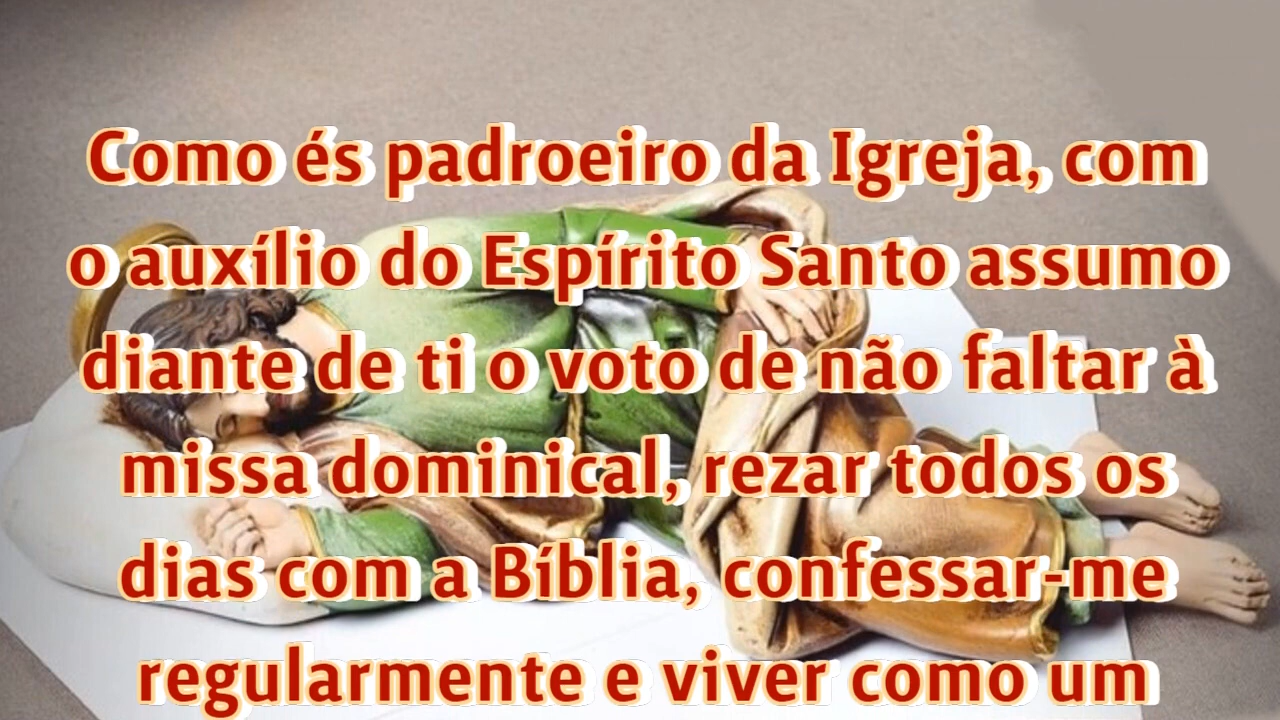 Como és padroeiro da Igreja, com
o auxílio do Espírito Santo assumo
diante de ti o voto de não faltar à
missa dominical, rezar todos os
dias com a Bíblia, confessar-me
regularmente e viver como um